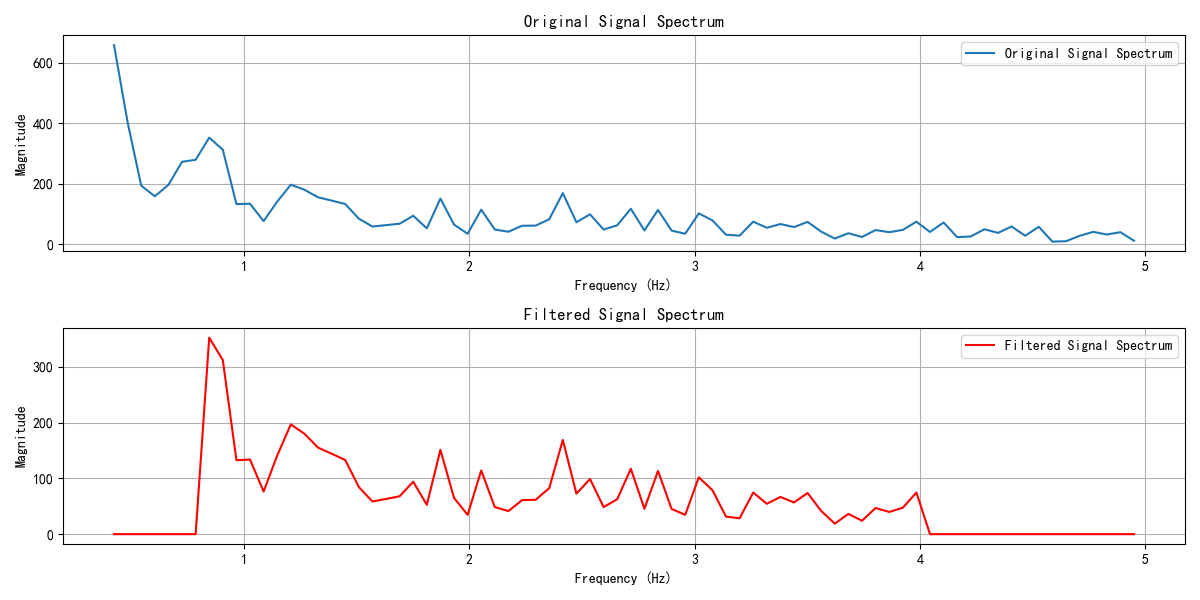 Original Signal Spectrum
Original Signal Spectrum
Magnitude
600
400
200
0
1 2 3 4 5
Frequency (Hz)
Filtered Signal Spectrum
Filtered Signal Spectrum
Magnitude
300
200
100
0
1 2 3 4 5
Frequency (Hz)